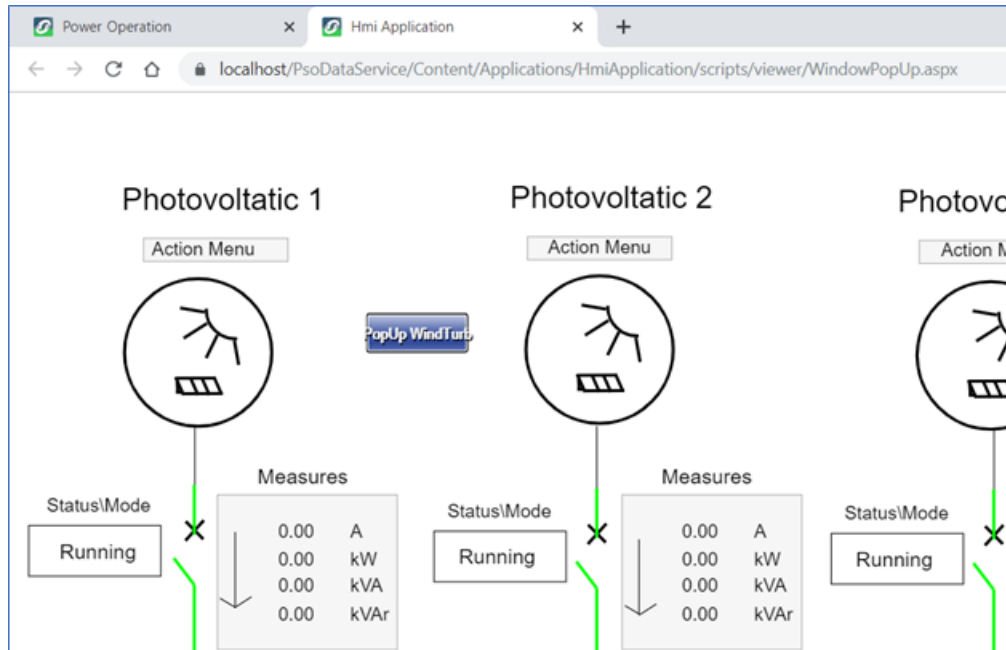 Power Operation
Hmi Application
localhost/PsoDataService/Content/Applications/HmiApplication/scripts/viewer/WindowPopUp.aspx
Photovoltatic 1
Photovoltatic 2
Photovo
Action Menu
Action Menu
Action M
PopUp WindTurb
Measures
Measures
Status\Mode
Status\Mode
Status\Mode
Running
Running
Running
0.00 A
0.00 kW
0.00 kVA
0.00 kVAr
0.00 A
0.00 kW
0.00 kVA
0.00 kVAr